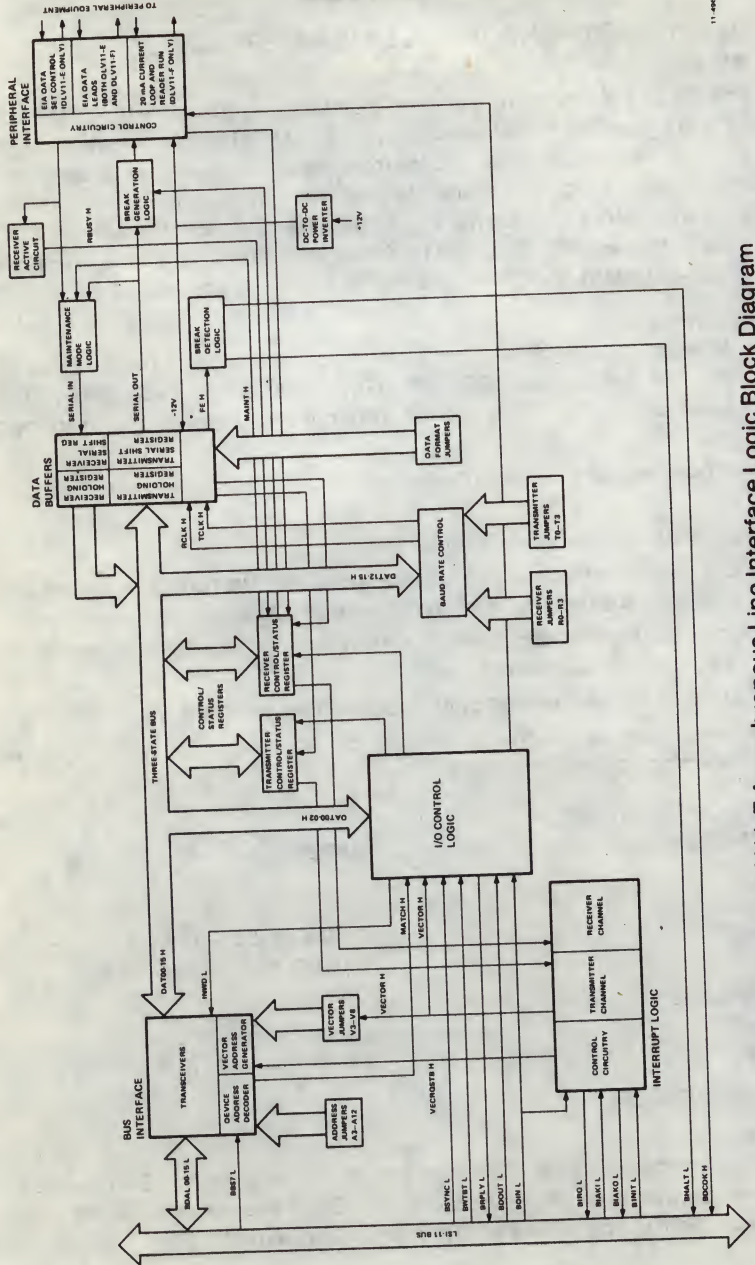 TO PERIPHERAL EQUIPMENT
PERIPHERAL
INTERFACE
EIA DATA
SET CONTROL
(DLV11-E ONLY)
EIA DATA
LEADS
(BOTH DLV11-E
AND DLV11-F)
20 mA CURRENT
LOOP AND
READER RUN
(DLV11-F ONLY)
CONTROL CIRCUITRY
RECEIVER
ACTIVE
CIRCUIT
RBUSY H
BREAK
GENERATION
LOGIC
DC-TO-DC
POWER
INVERTER
+12V
MAINTENANCE
MODE
LOGIC
SERIAL IN
SERIAL OUT
-12V
FE H
MAINT H
BREAK
DETECTION
LOGIC
DATA
BUFFERS
RECEIVER
HOLDING
REGISTER
RECEIVER
SERIAL
SHIFT REG
TRANSMITTER
HOLDING
REGISTER
TRANSMITTER
SERIAL SHIFT
REGISTER
DATA
FORMAT
JUMPERS
RCLK H
TCLK H
DAT12-15 H
BAUD RATE CONTROL
TRANSMITTER
JUMPERS
T0-T3
RECEIVER
JUMPERS
R0-R3
THREE-STATE BUS
CONTROL/
STATUS
REGISTERS
RECEIVER
CONTROL/STATUS
REGISTER
TRANSMITTER
CONTROL/STATUS
REGISTER
DAT00-02 H
I/O CONTROL
LOGIC
DAT00-15 H
INWD L
MATCH H
VECTOR H
BUS
INTERFACE
TRANSCEIVERS
DEVICE
ADDRESS
DECODER
VECTOR
ADDRESS
GENERATOR
VECTOR
JUMPERS
V3-V8
ADDRESS
JUMPERS
A3-A12
VECTOR H
VECRQSTB H
CONTROL
CIRCUITRY
TRANSMITTER
CHANNEL
RECEIVER
CHANNEL
INTERRUPT LOGIC
BDAL 00-15 L
BBS7 L
BSYNC L
BWTBT L
BRPLY L
BDOUT L
BDIN L
BIRQ L
BIAKI L
BIAKO L
BINIT L
BHALT L
BDCOK H
LSI-11 BUS
Line Interface Logic Block Diagram